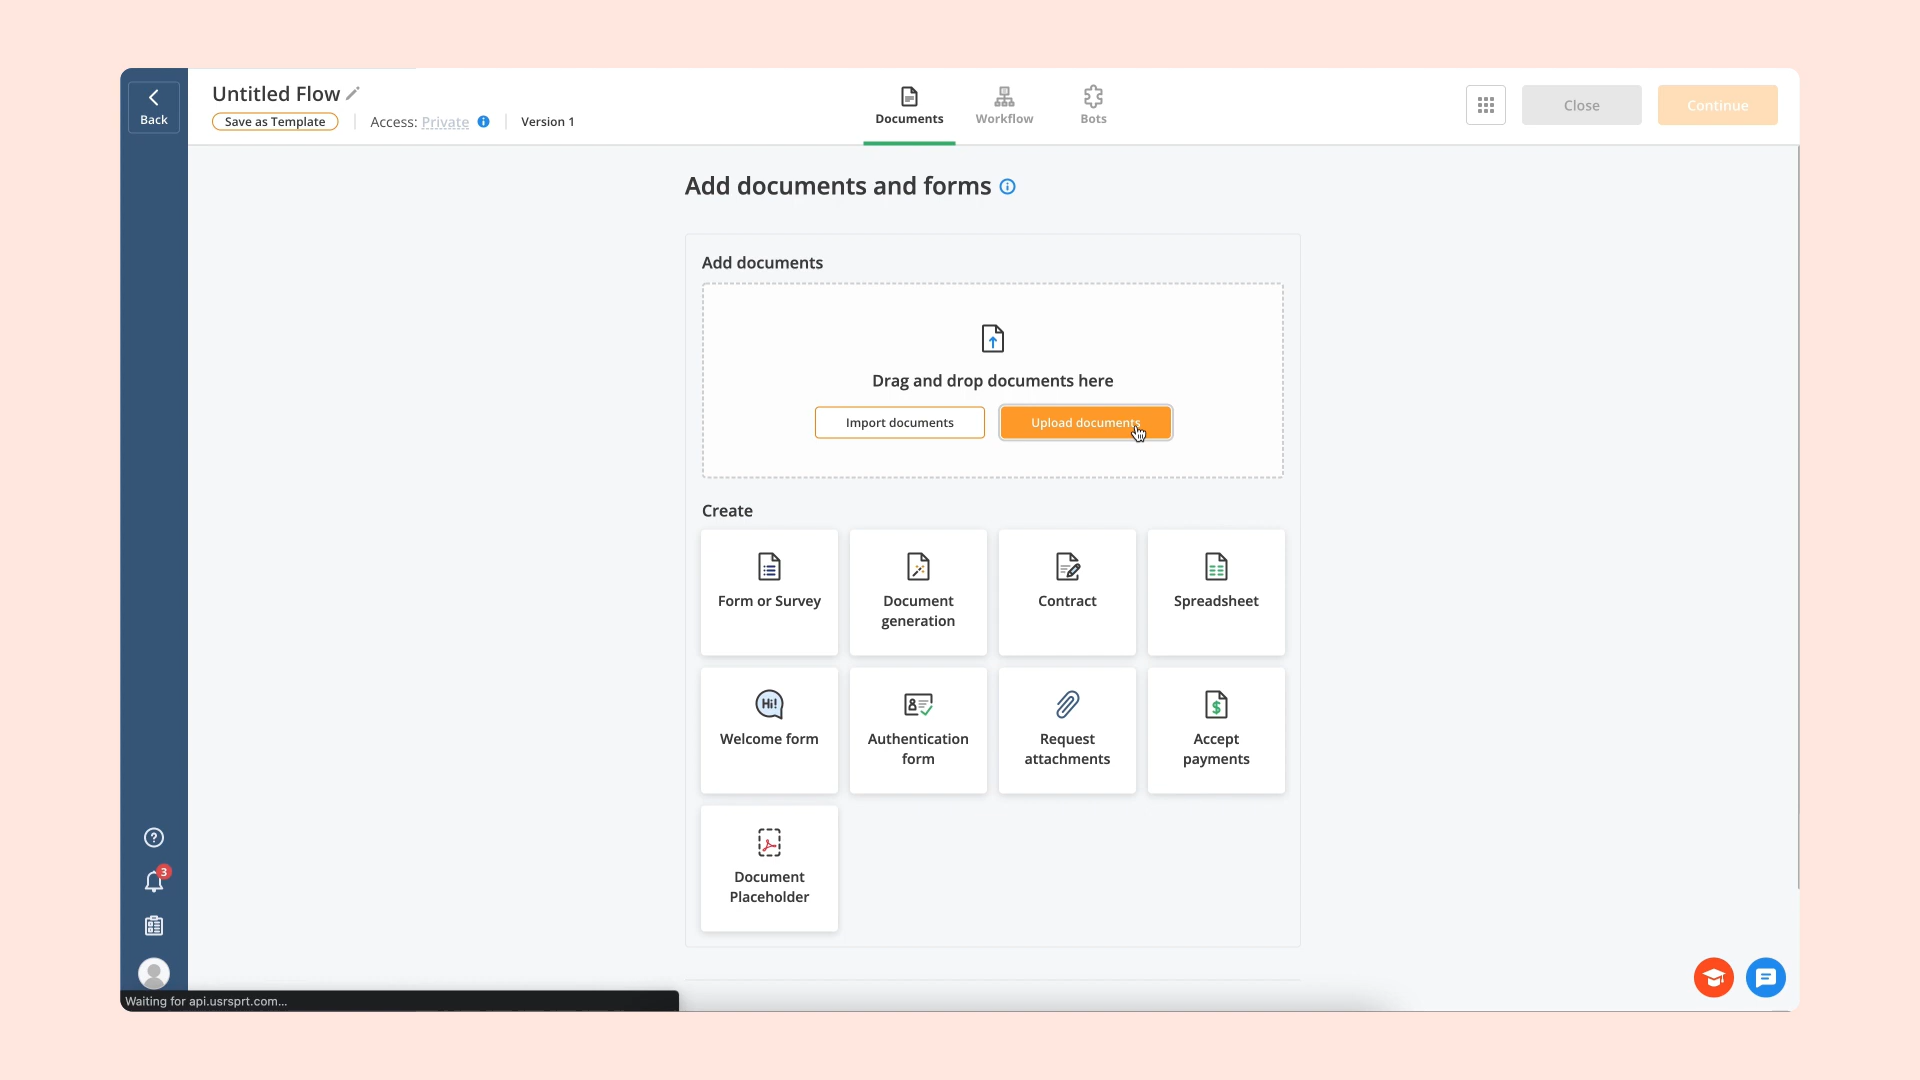 Back
Untitled Flow
Save as Template
Access: Private
Version 1
Documents
Workflow
Bots
Close
Continue
Add documents and forms
Add documents
Drag and drop documents here
Import documents
Upload documents
Create
Form or Survey
Document
generation
Contract
Spreadsheet
Hi!
Welcome form
Authentication
form
Request
attachments
$
Accept
payments
Document
Placeholder
?
3
Waiting for api.usrsprt.com...